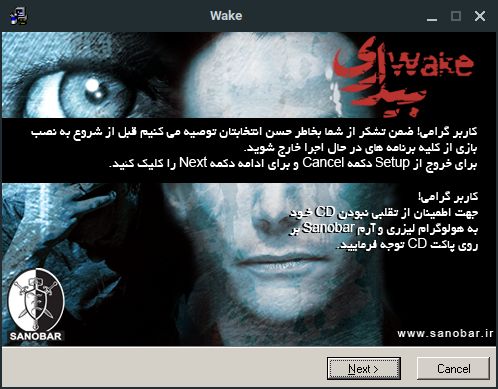 Wake
Wake
بیداری
کاربر گرامی! ضمن تشکر از شما بخاطر حسن انتخابتان توصیه می کنیم قبل از شروع به نصب
بازی از کلیه برنامه های در حال اجرا خارج شوید.
برای خروج از Setup دکمه Cancel و برای ادامه دکمه Next را کلیک کنید.
کاربر گرامی!
جهت اطمینان از تقلبی نبودن CD خود
به هولوگرام لیزری و آرم Sanobar بر
روی پاکت CD توجه فرمایید.
SANOBAR
www.sanobar.ir
Next >
Cancel